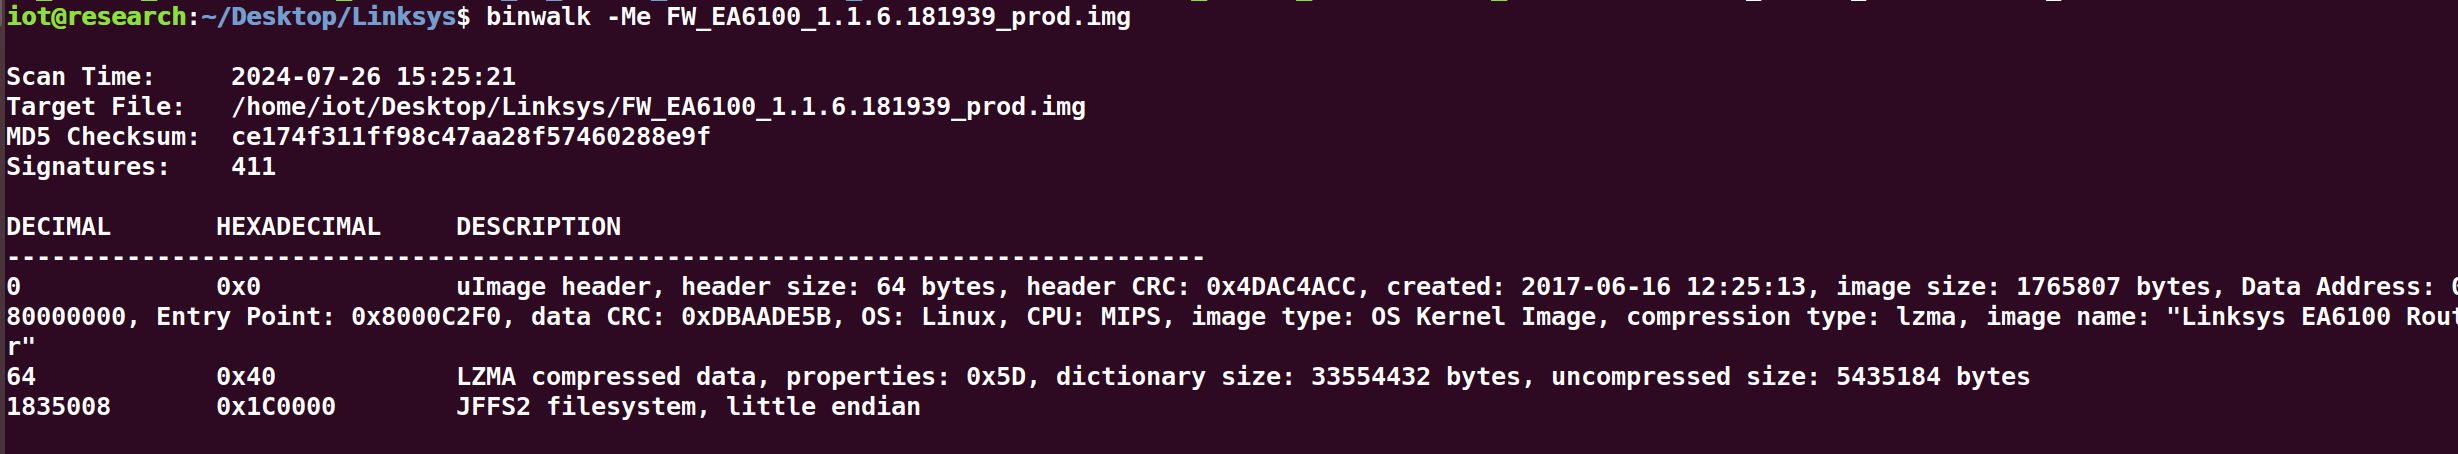 iot@research:~/Desktop/Linksys$ binwalk -Me FW_EA6100_1.1.6.181939_prod.img
Scan Time:     2024-07-26 15:25:21
Target File:   /home/iot/Desktop/Linksys/FW_EA6100_1.1.6.181939_prod.img
MD5 Checksum:  ce174f311ff98c47aa28f57460288e9f
Signatures:    411
DECIMAL       HEXADECIMAL     DESCRIPTION
--------------------------------------------------------------------------------
0             0x0             uImage header, header size: 64 bytes, header CRC: 0x4DAC4ACC, created: 2017-06-16 12:25:13, image size: 1765807 bytes, Data Address: 0
80000000, Entry Point: 0x8000C2F0, data CRC: 0xDBAADE5B, OS: Linux, CPU: MIPS, image type: OS Kernel Image, compression type: lzma, image name: "Linksys EA6100 Rout
r"
64            0x40            LZMA compressed data, properties: 0x5D, dictionary size: 33554432 bytes, uncompressed size: 5435184 bytes
1835008       0x1C0000        JFFS2 filesystem, little endian